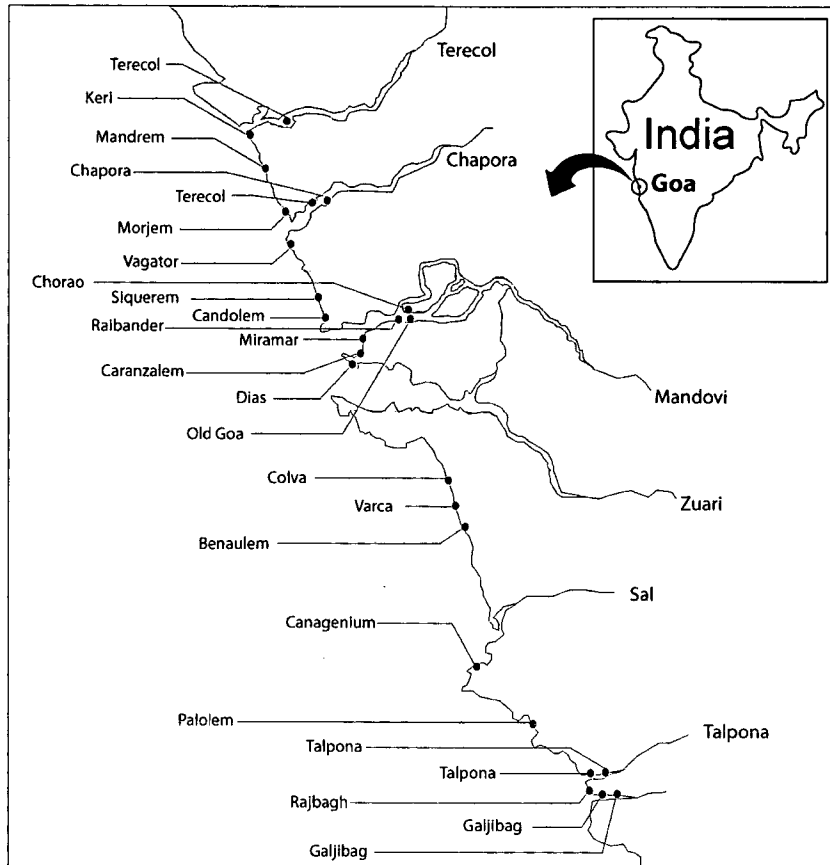 Terecol
Terecol
Keri
Mandrem
Chapora
Chapora
Terecol
Morjem
Vagator
Chorao
Siquerem
Candolem
Raibander
Miramar
Caranzalem
Dias
Mandovi
Old Goa
Colva
Zuari
Varca
Benaulem
Sal
Canagenium
Palolem
Talpona
Talpona
Talpona
Rajbagh
Galjibag
Galjibag
India
Goa